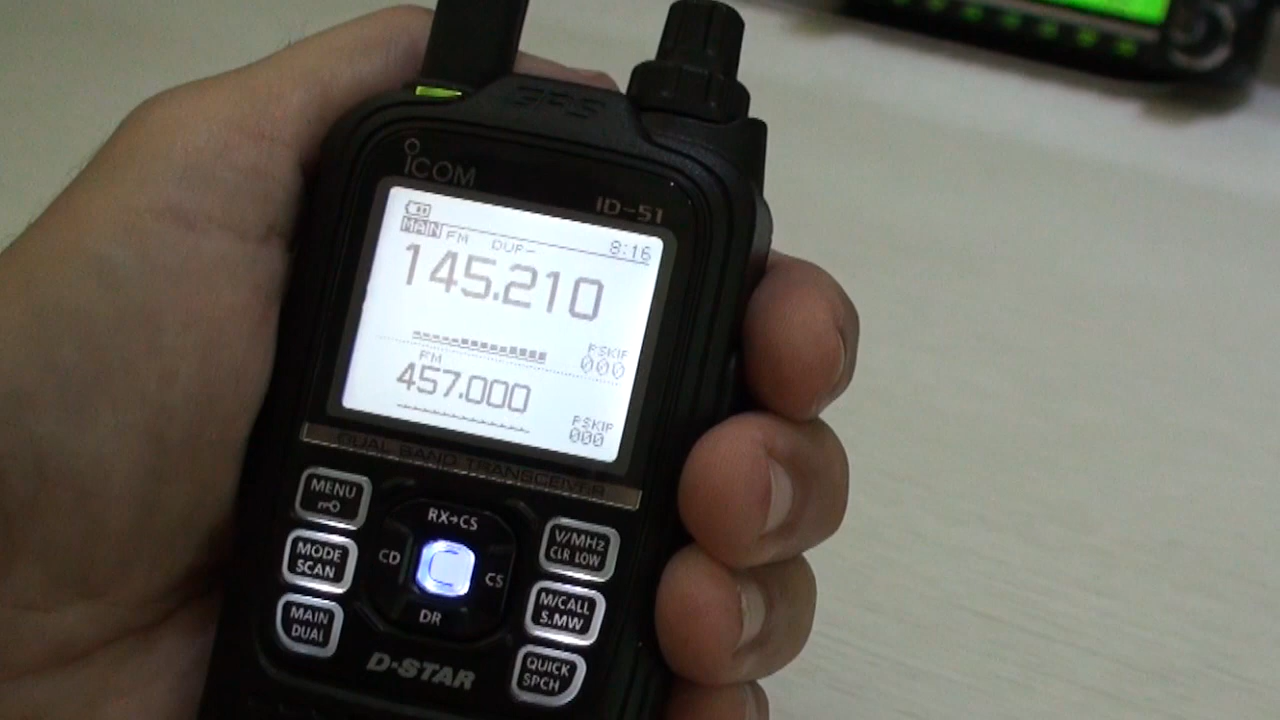 GPS
ICOM
ID-51
MAIN FM DUP- 8:16
145.210
PSKIP
000
FM
457.000
PSKIP
000
DUAL BAND TRANSCEIVER
MENU
RX→CS
V/MHz
CLR LOW
MODE
SCAN
CD
C
CS
M/CALL
S.MW
MAIN
DUAL
DR
QUICK
SPCH
D-STAR